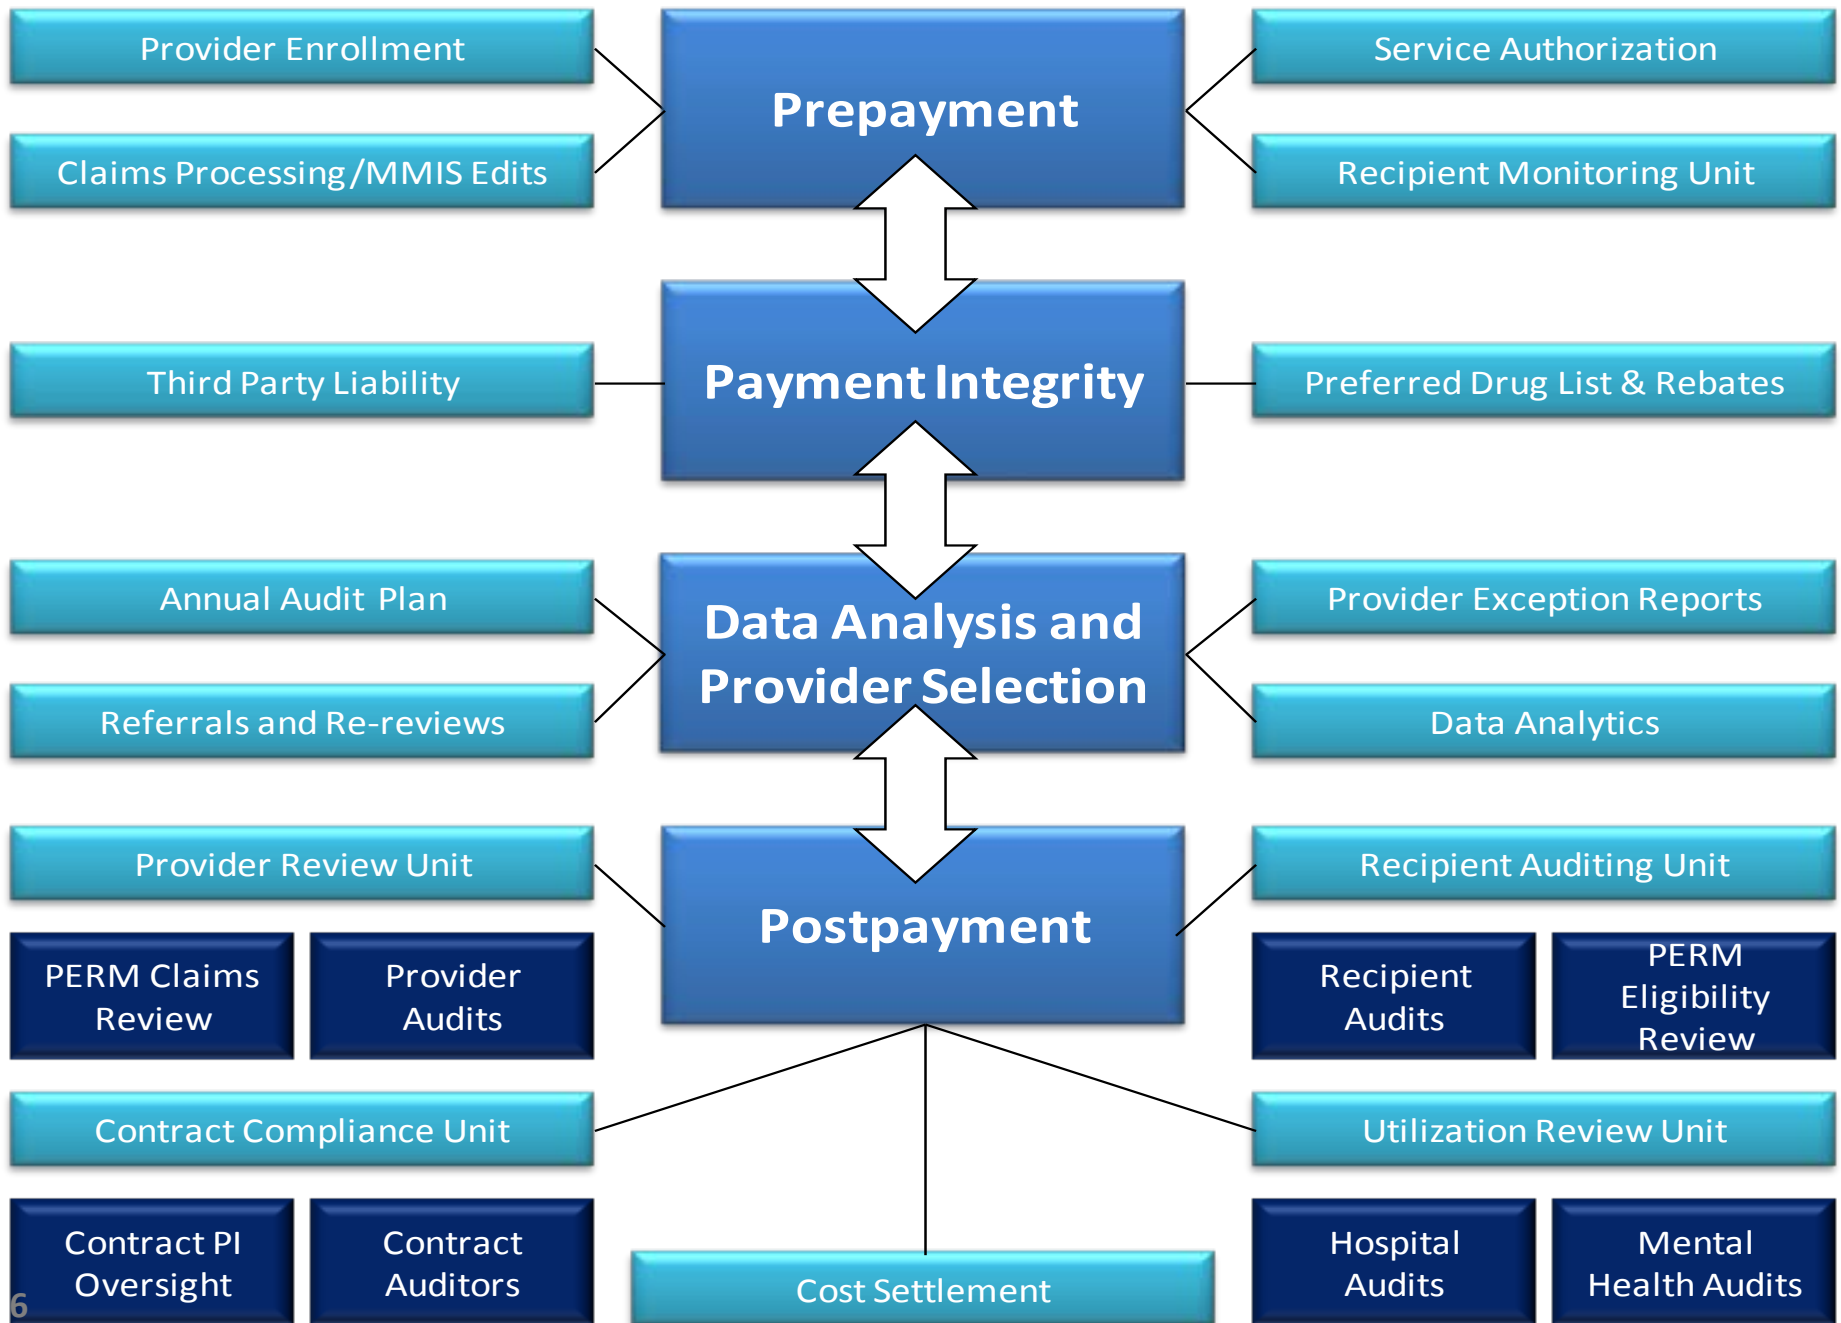 Provider Enrollment
Prepayment
Service Authorization
Claims Processing/MMIS Edits
Recipient Monitoring Unit
Third Party Liability
Payment Integrity
Preferred Drug List & Rebates
Annual Audit Plan
Data Analysis and
Provider Selection
Provider Exception Reports
Referrals and Re-reviews
Data Analytics
Provider Review Unit
Postpayment
Recipient Auditing Unit
PERM Claims
Review
Provider
Audits
Recipient
Audits
PERM
Eligibility
Review
Contract Compliance Unit
Utilization Review Unit
Contract PI
Oversight
Contract
Auditors
Cost Settlement
Hospital
Audits
Mental
Health Audits
6